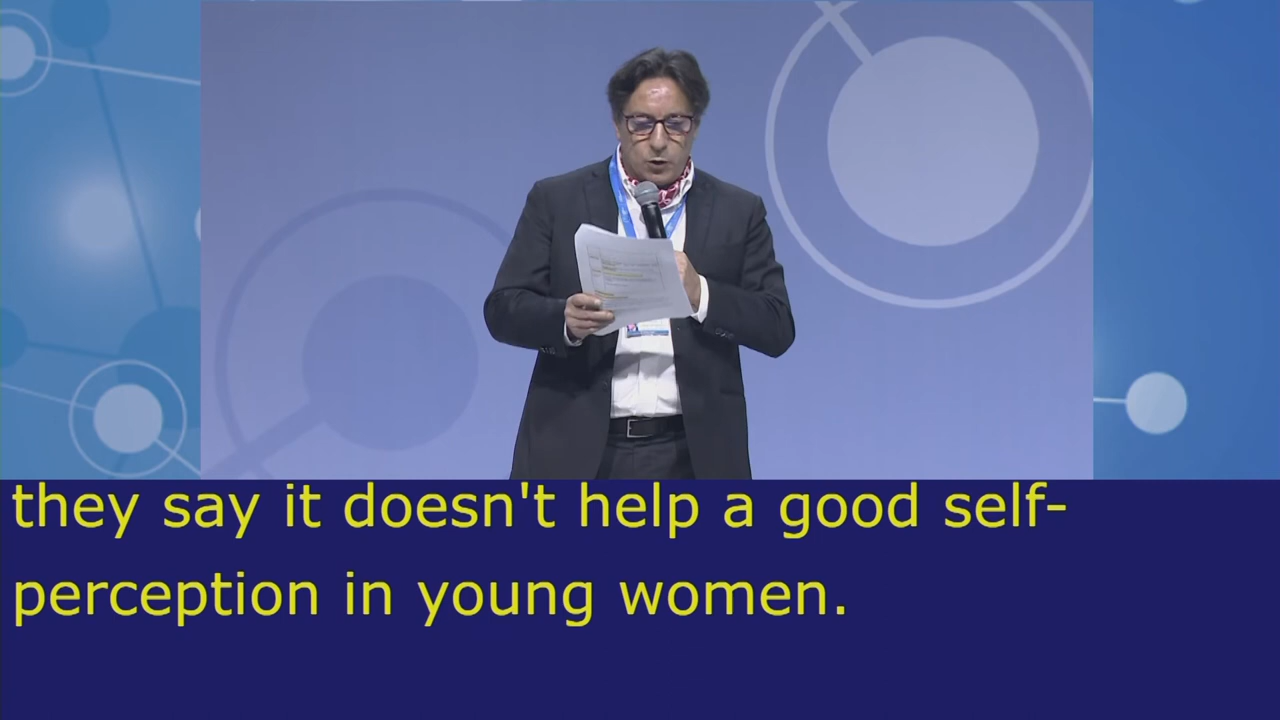 they say it doesn't help a good self-
perception in young women.